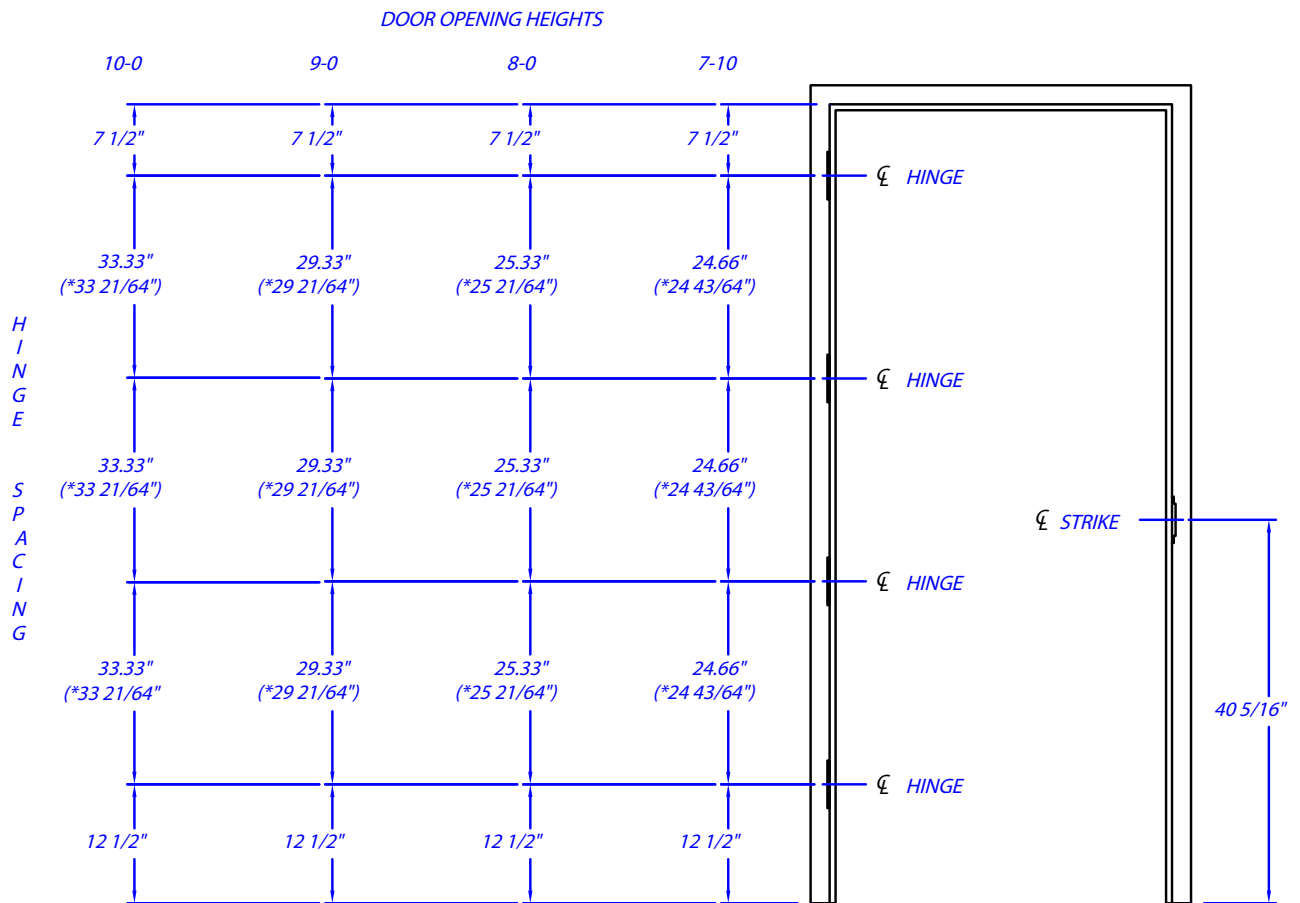 DOOR OPENING HEIGHTS
10-0 9-0 8-0 7-10
7 1/2" 7 1/2" 7 1/2" 7 1/2"
℄ HINGE
33.33" 29.33" 25.33" 24.66"
(*33 21/64") (*29 21/64") (*25 21/64") (*24 43/64")
HINGE
℄ HINGE
33.33" 29.33" 25.33" 24.66"
(*33 21/64") (*29 21/64") (*25 21/64") (*24 43/64")
SPACING
℄ STRIKE
℄ HINGE
33.33" 29.33" 25.33" 24.66"
(*33 21/64" (*29 21/64") (*25 21/64") (*24 43/64")
40 5/16"
℄ HINGE
12 1/2" 12 1/2" 12 1/2" 12 1/2"